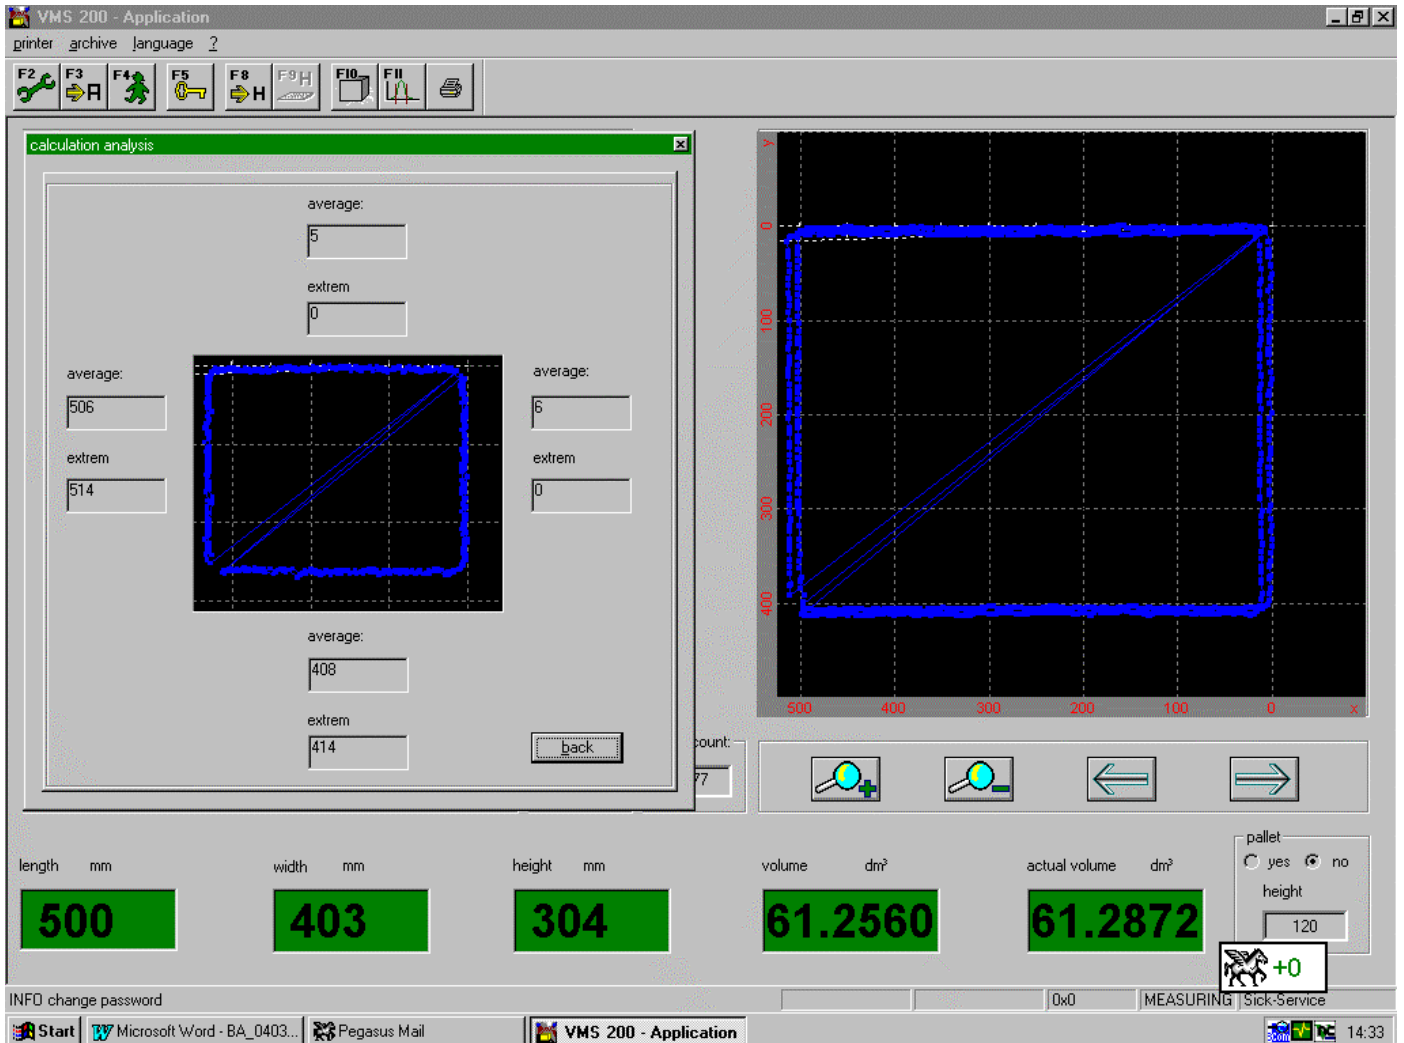 VMS 200 - Application
printer archive language ?
F2 F3 A F4 F5 F8 H F9 H F10 F11
calculation analysis
average:
5
extrem
0
average:
506
extrem
514
average:
6
extrem
0
average:
408
extrem
414
back
count:
77
y
0
100
200
300
400
500 400 300 200 100 0 x
length mm
500
width mm
403
height mm
304
volume dm³
61.2560
actual volume dm³
61.2872
pallet
yes no
height
120
+0
INFO change password
0x0
MEASURING
Sick-Service
Start
Microsoft Word - BA_0403...
Pegasus Mail
VMS 200 - Application
14:33